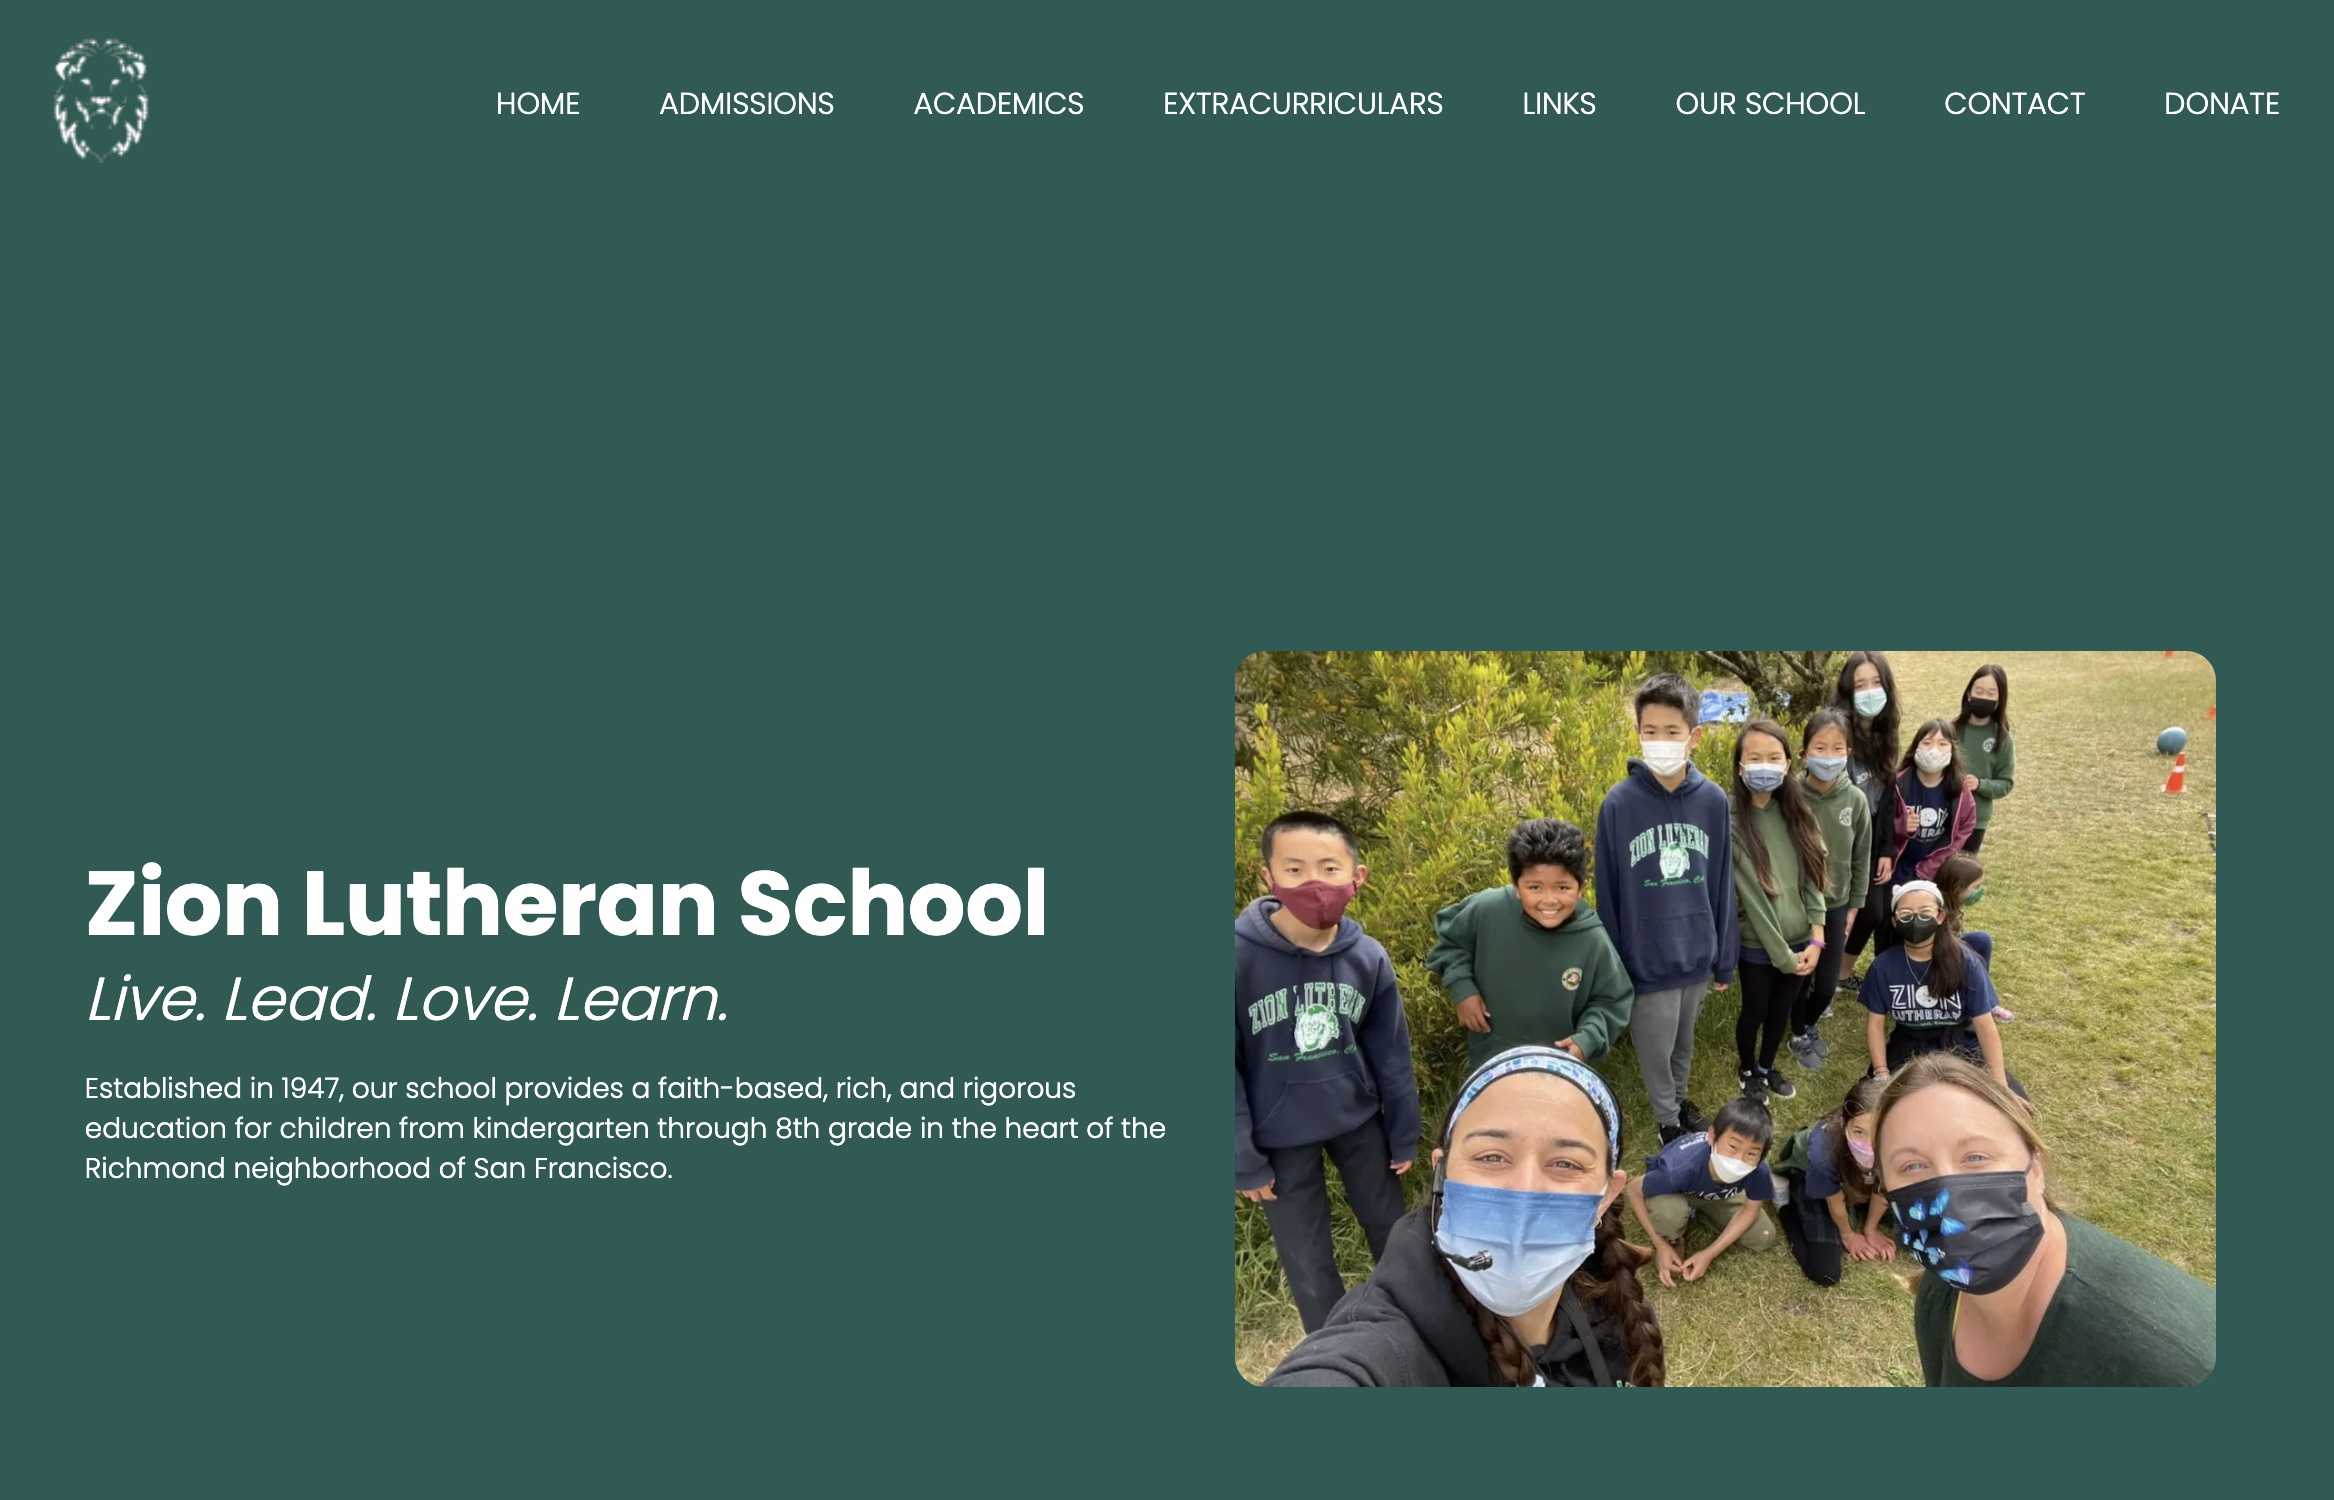 HOME ADMISSIONS ACADEMICS EXTRACURRICULARS LINKS OUR SCHOOL CONTACT DONATE
Zion Lutheran School
Live. Lead. Love. Learn.
Established in 1947, our school provides a faith-based, rich, and rigorous
education for children from kindergarten through 8th grade in the heart of the
Richmond neighborhood of San Francisco.
ZION LUTHERAN
San Francisco, CA
ZION
ZION LUTHERAN
San Francisco, CA
ZION
LUTHERAN